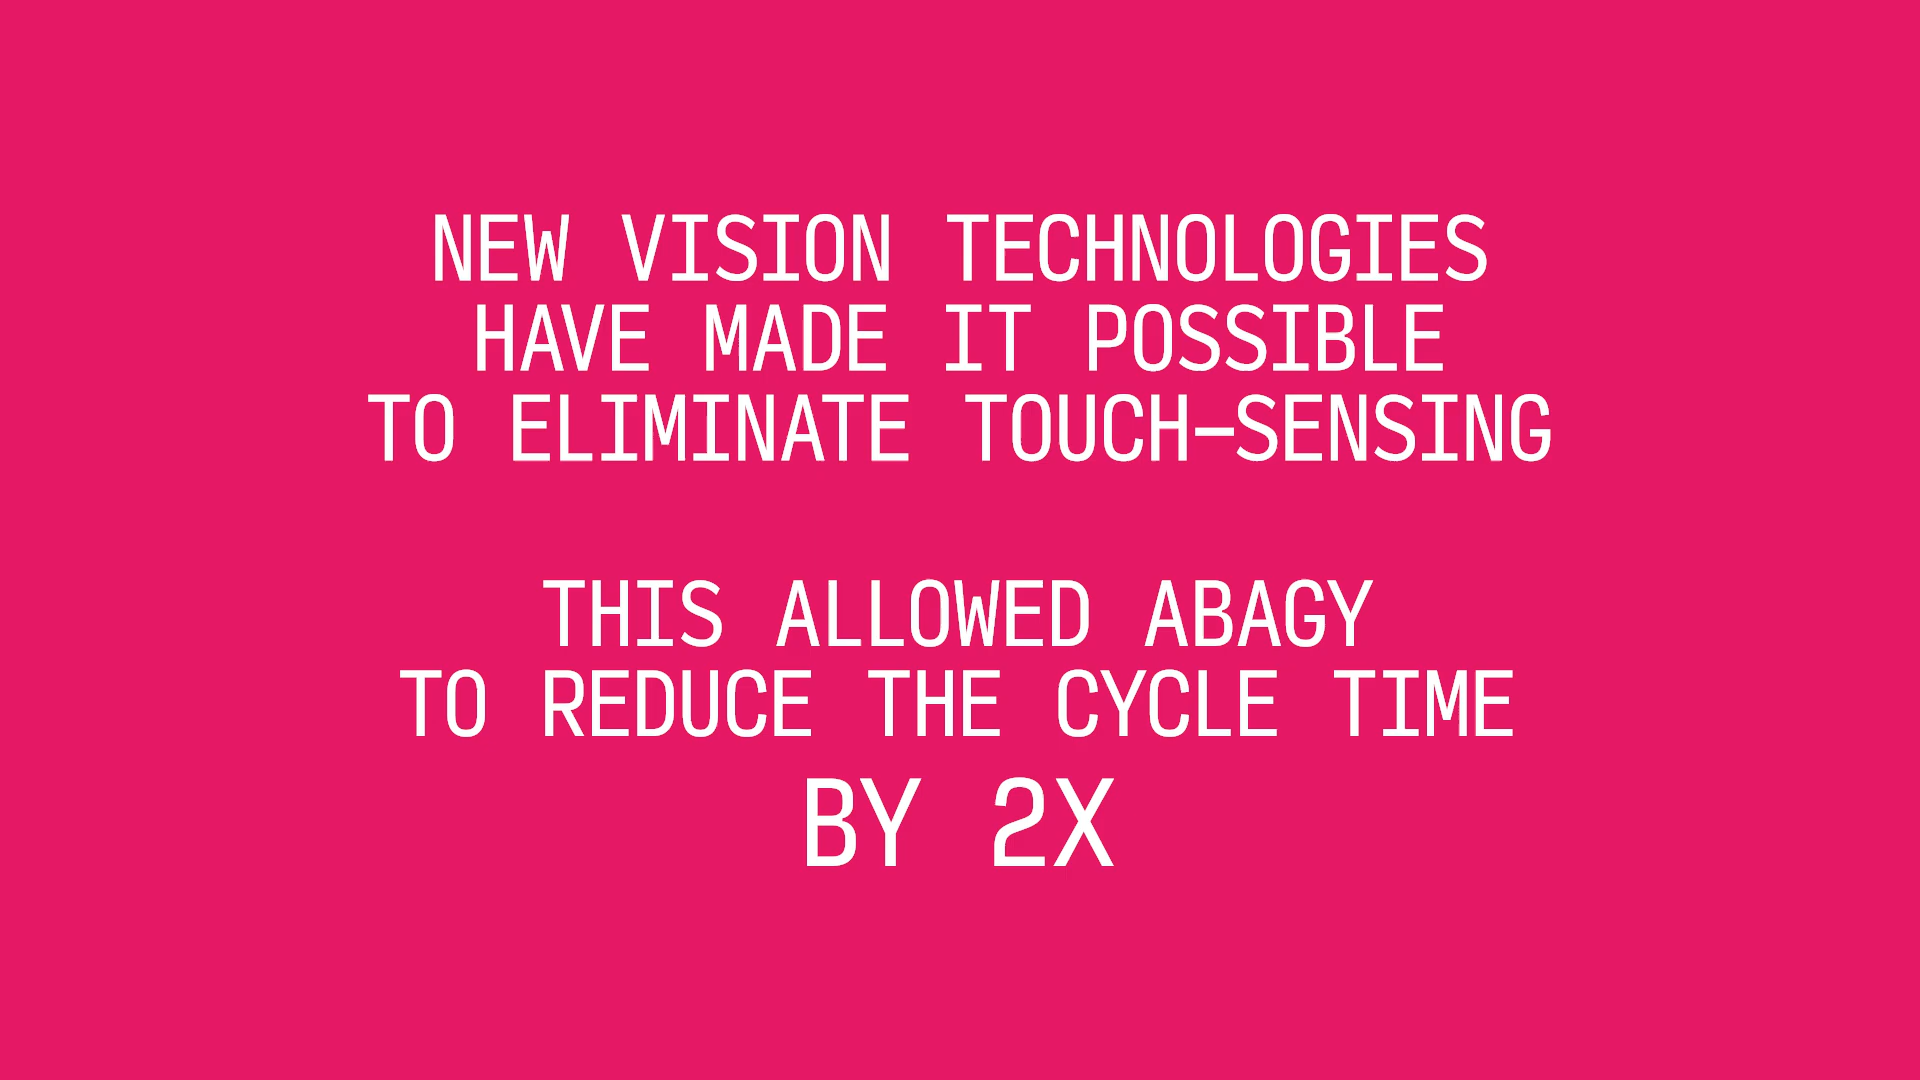 NEW VISION TECHNOLOGIES
HAVE MADE IT POSSIBLE
TO ELIMINATE TOUCH-SENSING
THIS ALLOWED ABAGY
TO REDUCE THE CYCLE TIME
BY 2X